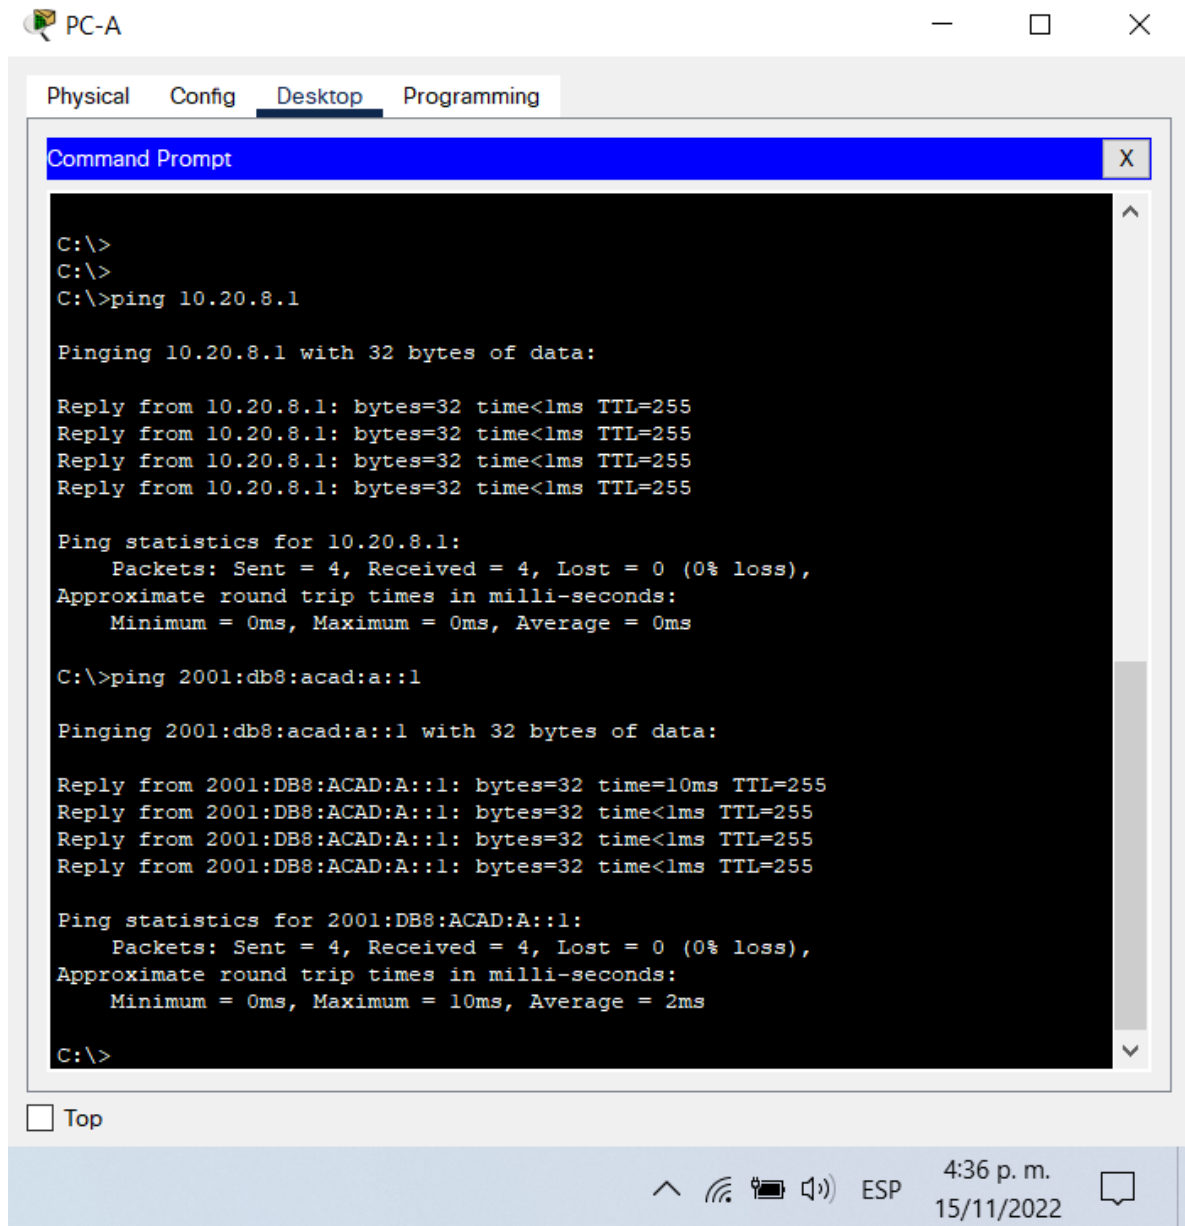 PC-A
Physical Config Desktop Programming
Command Prompt X
C:\>
C:\>
C:\>ping 10.20.8.1
Pinging 10.20.8.1 with 32 bytes of data:
Reply from 10.20.8.1: bytes=32 time<1ms TTL=255
Reply from 10.20.8.1: bytes=32 time<1ms TTL=255
Reply from 10.20.8.1: bytes=32 time<1ms TTL=255
Reply from 10.20.8.1: bytes=32 time<1ms TTL=255
Ping statistics for 10.20.8.1:
Packets: Sent = 4, Received = 4, Lost = 0 (0% loss),
Approximate round trip times in milli-seconds:
Minimum = 0ms, Maximum = 0ms, Average = 0ms
C:\>ping 2001:db8:acad:a::1
Pinging 2001:db8:acad:a::1 with 32 bytes of data:
Reply from 2001:DB8:ACAD:A::1: bytes=32 time=10ms TTL=255
Reply from 2001:DB8:ACAD:A::1: bytes=32 time<1ms TTL=255
Reply from 2001:DB8:ACAD:A::1: bytes=32 time<1ms TTL=255
Reply from 2001:DB8:ACAD:A::1: bytes=32 time<1ms TTL=255
Ping statistics for 2001:DB8:ACAD:A::1:
Packets: Sent = 4, Received = 4, Lost = 0 (0% loss),
Approximate round trip times in milli-seconds:
Minimum = 0ms, Maximum = 10ms, Average = 2ms
C:\>
Top
ESP
4:36 p. m.
15/11/2022